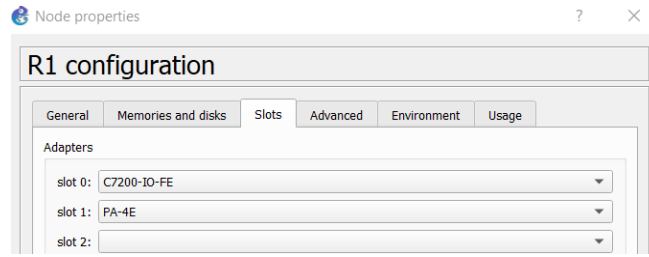 Node properties ? ×
R1 configuration
General Memories and disks Slots Advanced Environment Usage
Adapters
slot 0: C7200-IO-FE
slot 1: PA-4E
slot 2: